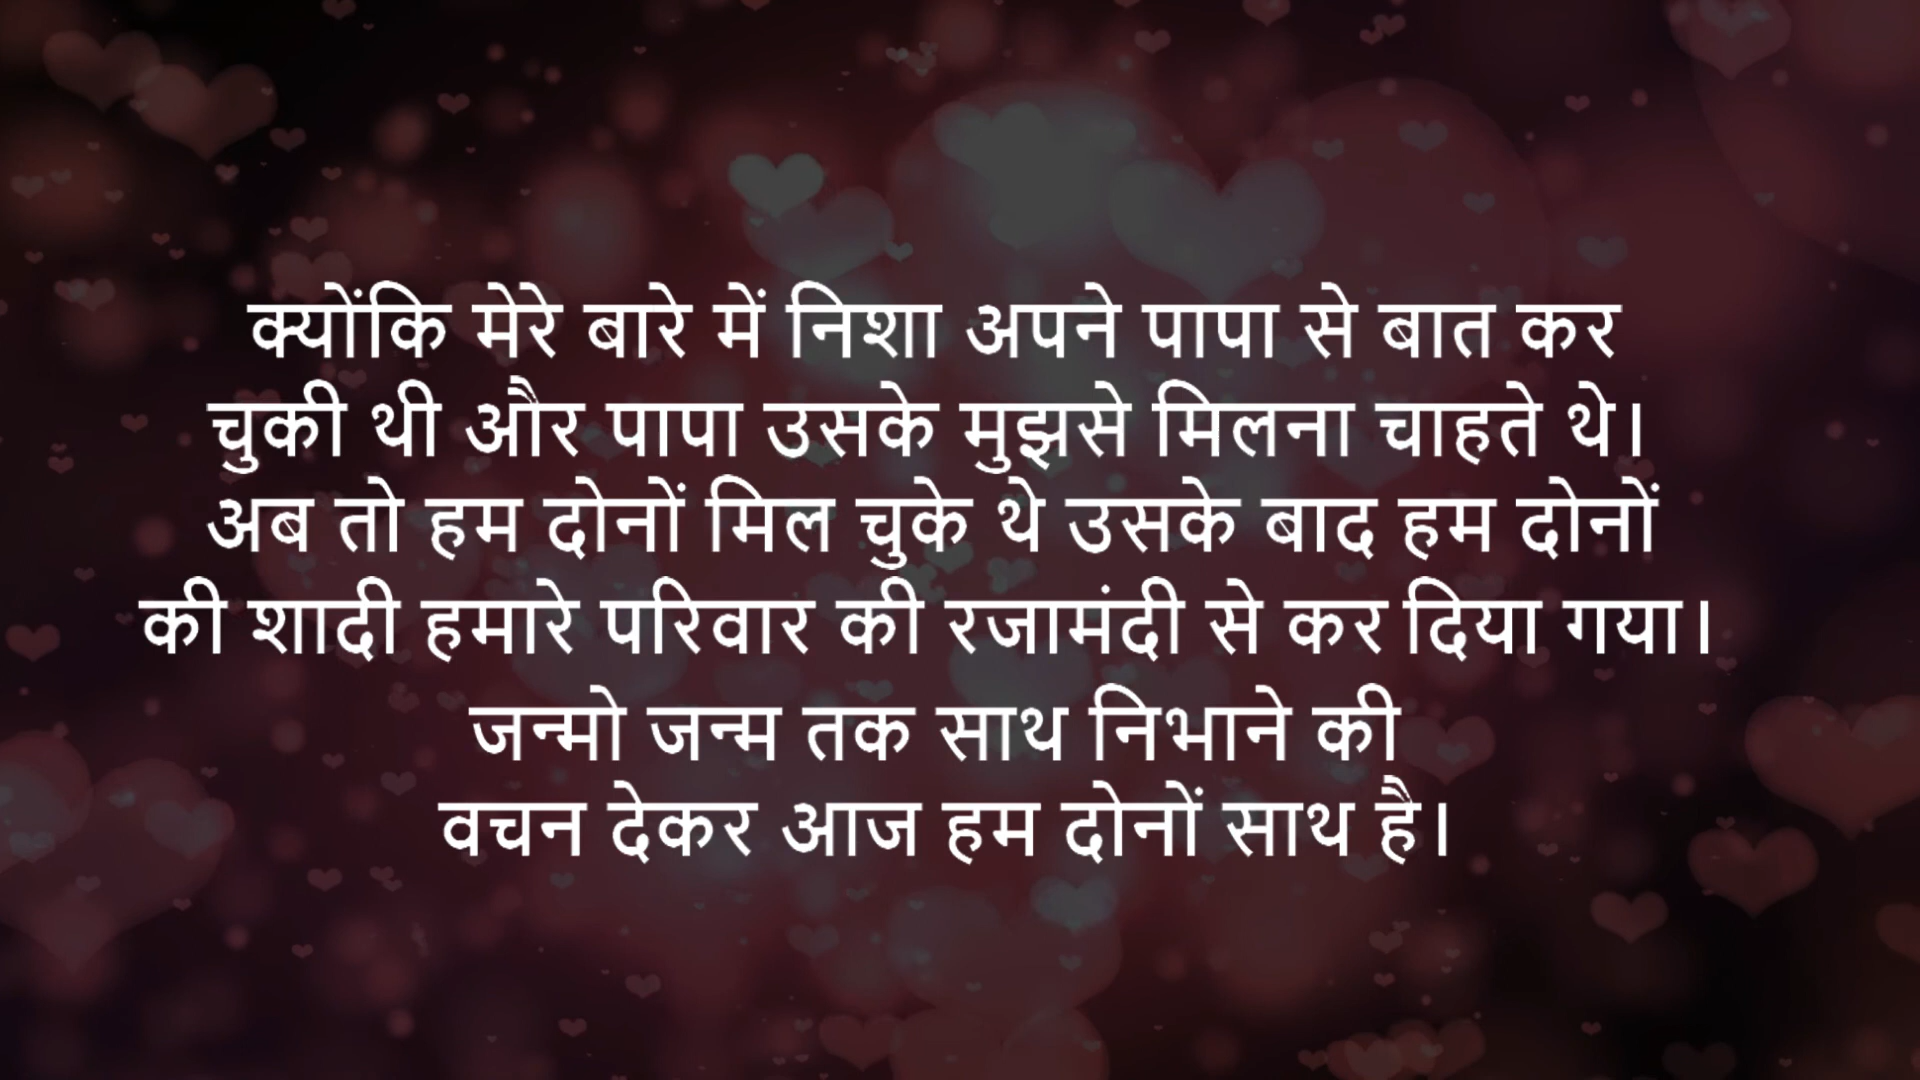 क्योंकि मेरे बारे में निशा अपने पापा से बात कर
चुकी थी और पापा उसके मुझसे मिलना चाहते थे।
अब तो हम दोनों मिल चुके थे उसके बाद हम दोनों
की शादी हमारे परिवार की रजामंदी से कर दिया गया।
जन्मो जन्म तक साथ निभाने की
वचन देकर आज हम दोनों साथ है।